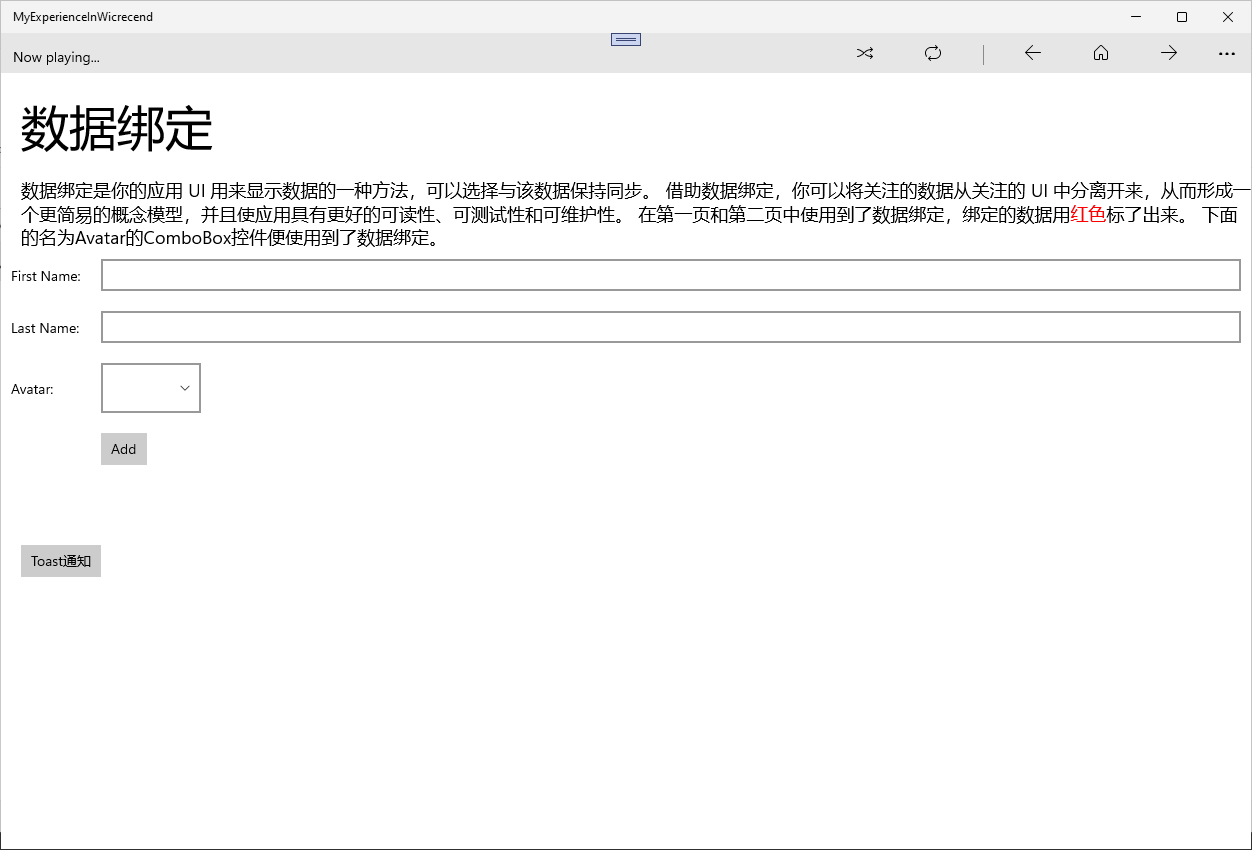 MyExperienceInWicrecend
Now playing...
数据绑定
数据绑定是你的应用 UI 用来显示数据的一种方法，可以选择与该数据保持同步。 借助数据绑定，你可以将关注的数据从关注的 UI 中分离开来，从而形成一
个更简易的概念模型，并且使应用具有更好的可读性、可测试性和可维护性。 在第一页和第二页中使用到了数据绑定，绑定的数据用红色标了出来。 下面
的名为Avatar的ComboBox控件便使用到了数据绑定。
First Name:
Last Name:
Avatar:
Add
Toast通知